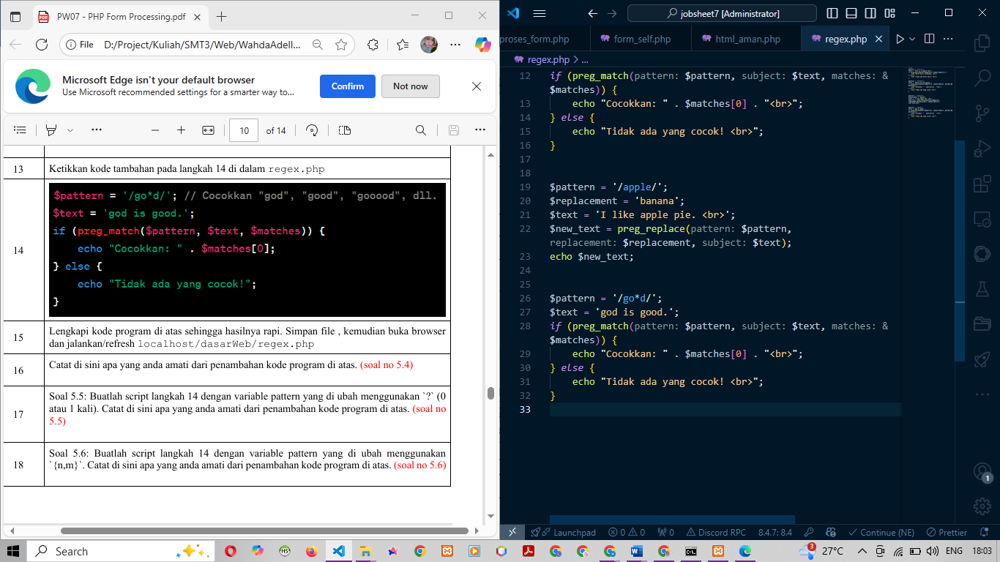 PW07 - PHP Form Processing.pdf
File
D:/Project/Kuliah/SMT3/Web/WahdaAdell...
Microsoft Edge isn't your default browser
Use Microsoft recommended settings for a smarter way to...
Confirm
Not now
10 of 14
13 Ketikkan kode tambahan pada langkah 14 di dalam regex.php
14
$pattern = '/go*d/'; // Cocokkan "god", "good", "gooood", dll.
$text = 'god is good.';
if (preg_match($pattern, $text, $matches)) {
echo "Cocokkan: " . $matches[0];
} else {
echo "Tidak ada yang cocok!";
}
15 Lengkapi kode program di atas sehingga hasilnya rapi. Simpan file , kemudian buka browser
dan jalankan/refresh localhost/dasarWeb/regex.php
16 Catat di sini apa yang anda amati dari penambahan kode program di atas. (soal no 5.4)
17 Soal 5.5: Buatlah script langkah 14 dengan variable pattern yang di ubah menggunakan `?` (0
atau 1 kali). Catat di sini apa yang anda amati dari penambahan kode program di atas. (soal no
5.5)
18 Soal 5.6: Buatlah script langkah 14 dengan variable pattern yang di ubah menggunakan
`{n,m}`. Catat di sini apa yang anda amati dari penambahan kode program di atas. (soal no 5.6)
jobsheet7 [Administrator]
proses_form.php
form_self.php
html_aman.php
regex.php
regex.php > ...
12 if (preg_match(pattern: $pattern, subject: $text, matches: &
$matches)) {
13 echo "Cocokkan: " . $matches[0] . "<br>";
14 } else {
15 echo "Tidak ada yang cocok! <br>";
16 }
17
18
19 $pattern = '/apple/';
20 $replacement = 'banana';
21 $text = 'I like apple pie. <br>';
22 $new_text = preg_replace(pattern: $pattern,
replacement: $replacement, subject: $text);
23 echo $new_text;
24
25
26 $pattern = '/go*d/';
27 $text = 'god is good.';
28 if (preg_match(pattern: $pattern, subject: $text, matches: &
$matches)) {
29 echo "Cocokkan: " . $matches[0] . "<br>";
30 } else {
31 echo "Tidak ada yang cocok! <br>";
32 }
33
1
Launchpad 0 0 0 Discord RPC 8.4.7: 8.4 Continue (NE) Prettier
Search
3 27°C ENG 18:03